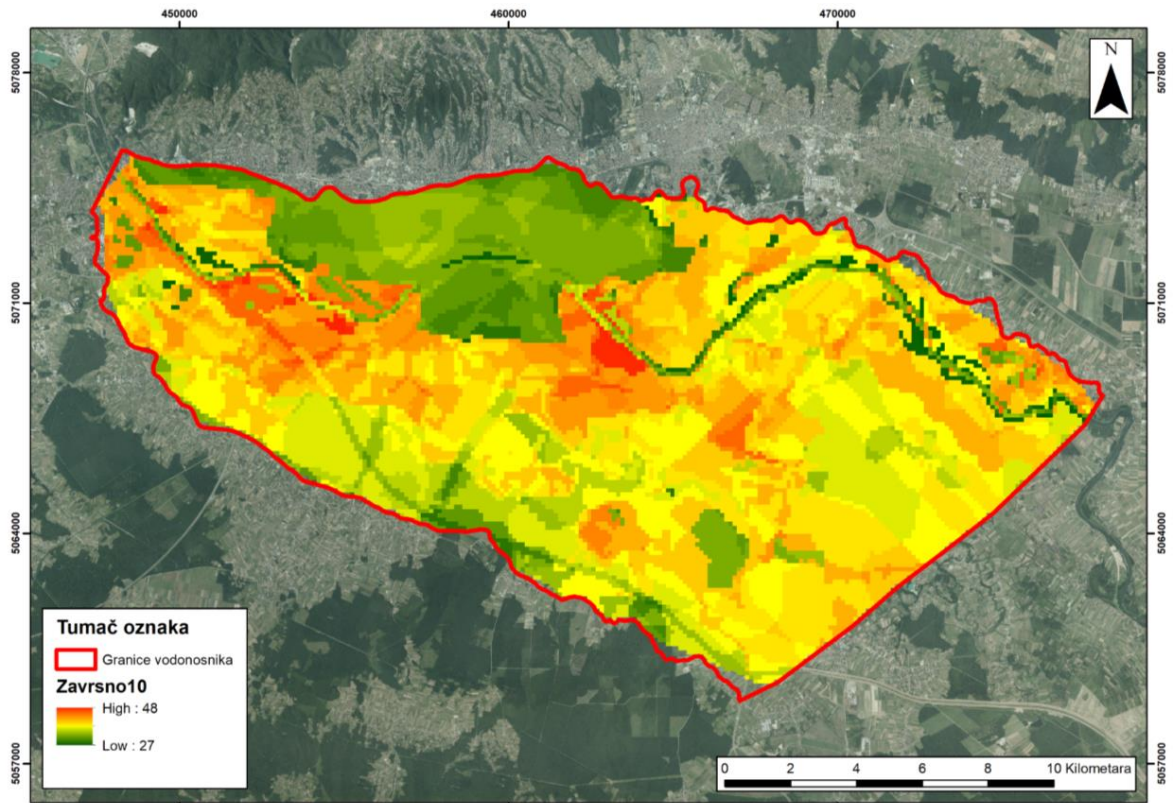 450000 460000 470000
N
5078000 5078000
5071000 5071000
5064000 5064000
5057000 5057000
Tumač oznaka
Granice vodonosnika
Zavrsno10
High : 48
Low : 27
0 2 4 6 8 10 Kilometara